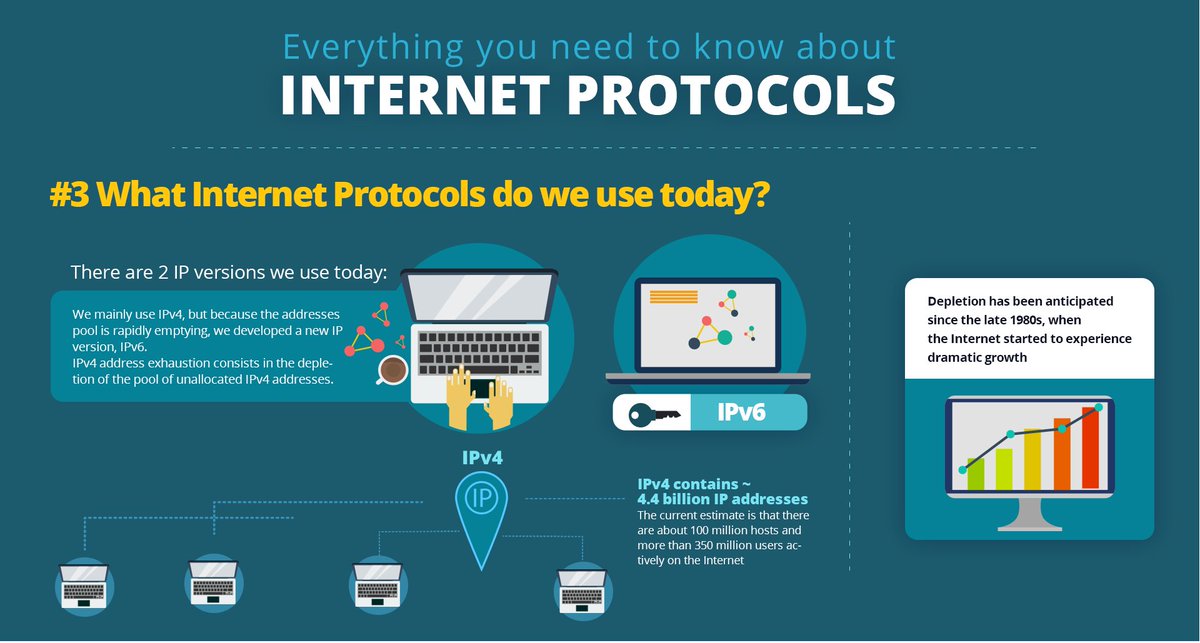 Everything you need to know about
INTERNET PROTOCOLS
#3 What Internet Protocols do we use today?
There are 2 IP versions we use today:
We mainly use IPv4, but because the addresses
pool is rapidly emptying, we developed a new IP
version, IPv6.
IPv4 address exhaustion consists in the deple-
tion of the pool of unallocated IPv4 addresses.
IPv4
IP
IPv6
IPv4 contains ~
4.4 billion IP addresses
The current estimate is that there
are about 100 million hosts and
more than 350 million users ac-
tively on the Internet
Depletion has been anticipated
since the late 1980s, when
the Internet started to experience
dramatic growth